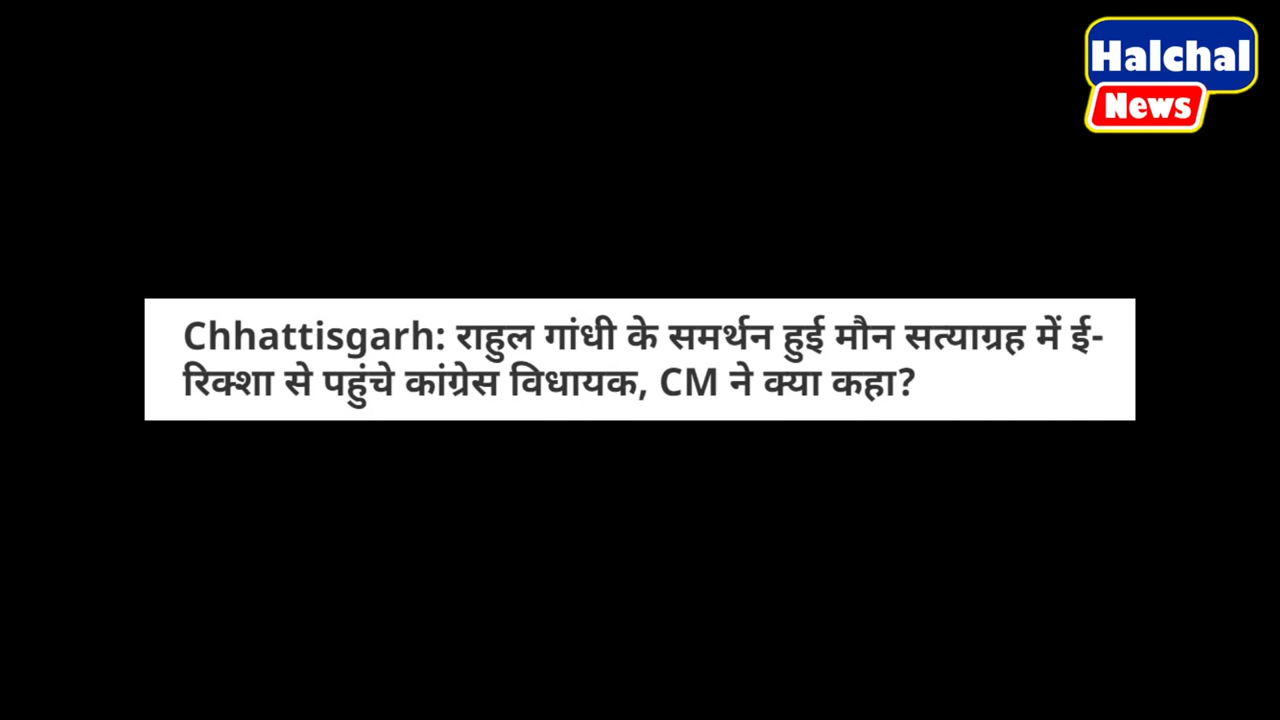 Halchal
News
Chhattisgarh: राहुल गांधी के समर्थन हुई मौन सत्याग्रह में ई-
रिक्शा से पहुंचे कांग्रेस विधायक, CM ने क्या कहा?